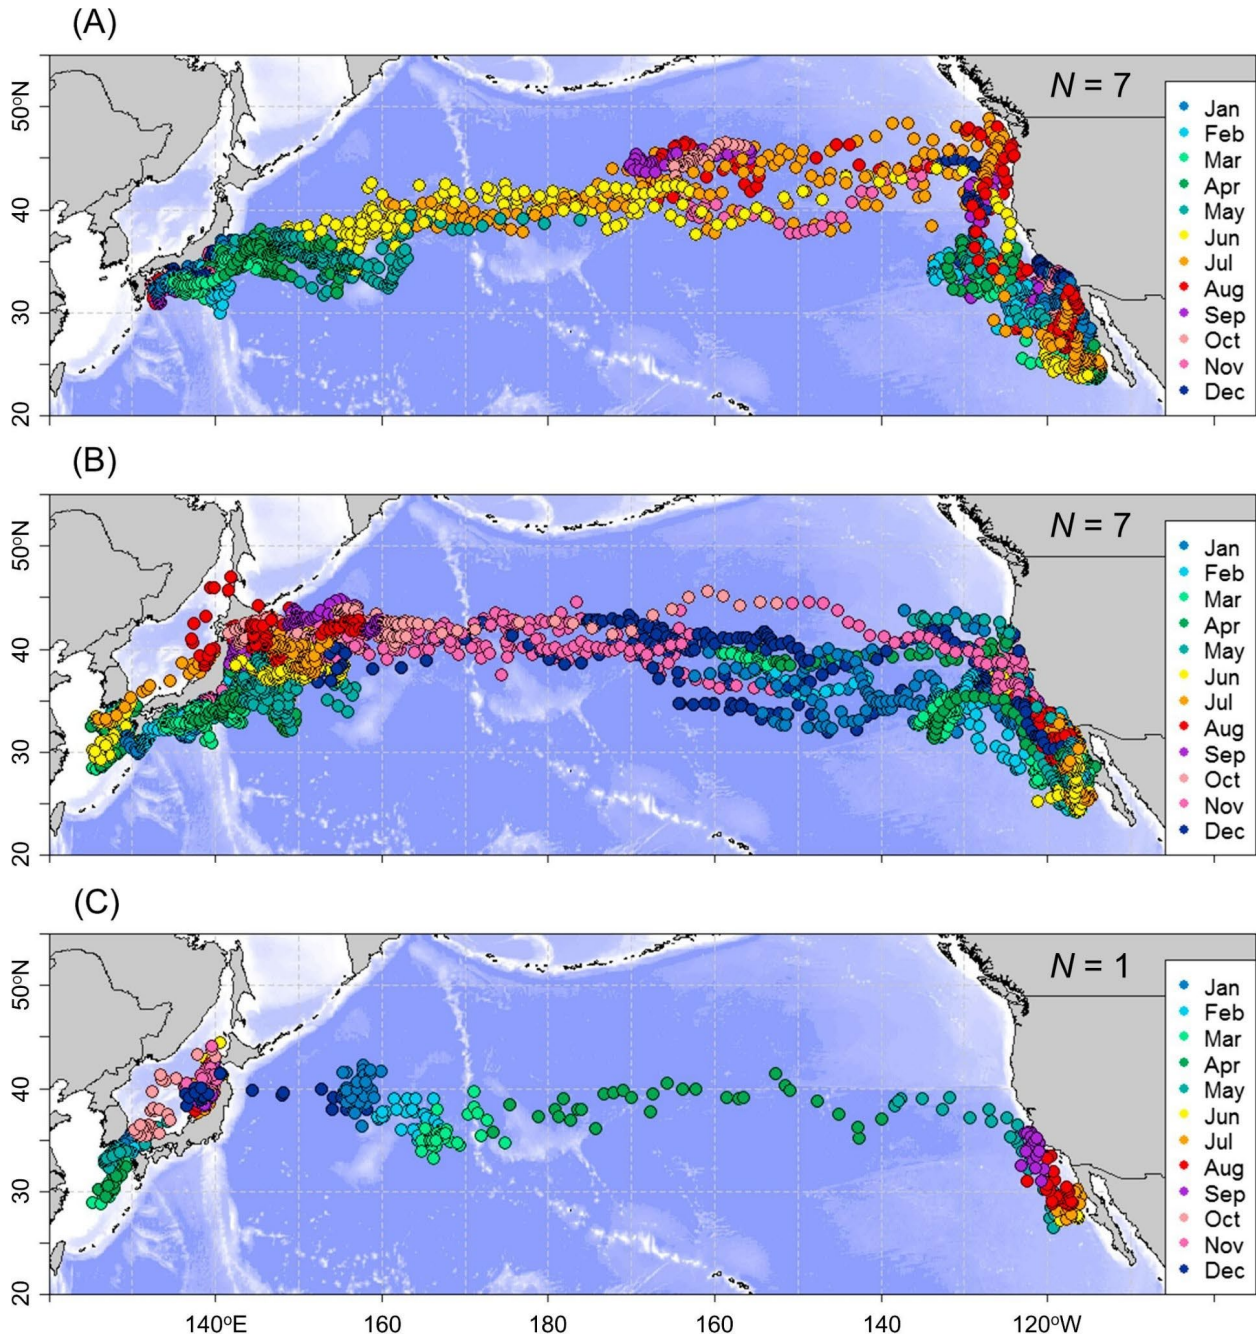 (A)
N = 7
50°N
40
30
20
Jan
Feb
Mar
Apr
May
Jun
Jul
Aug
Sep
Oct
Nov
Dec
(B)
N = 7
50°N
40
30
20
Jan
Feb
Mar
Apr
May
Jun
Jul
Aug
Sep
Oct
Nov
Dec
(C)
N = 1
50°N
40
30
20
Jan
Feb
Mar
Apr
May
Jun
Jul
Aug
Sep
Oct
Nov
Dec
140°E 160 180 160 140 120°W